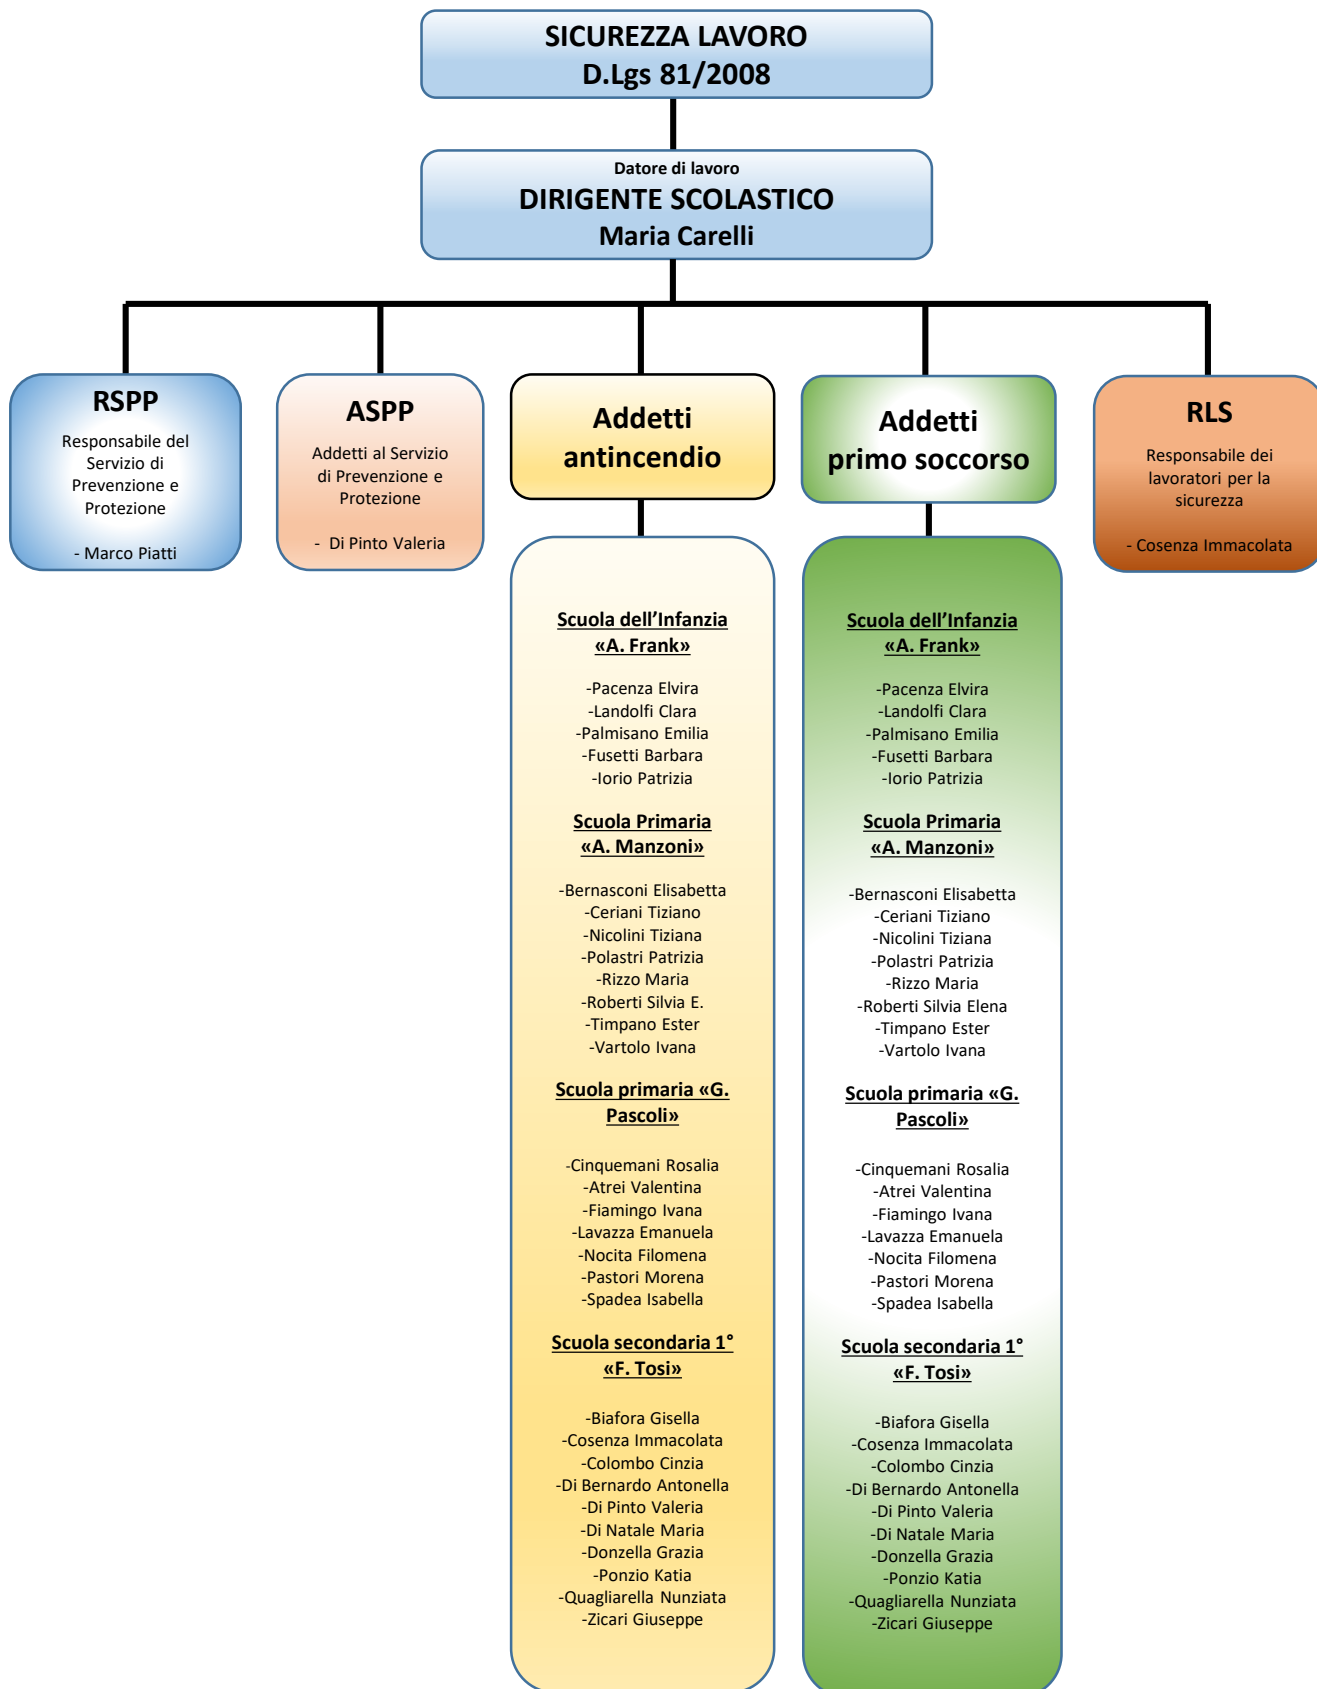 SICUREZZA LAVORO
D.Lgs 81/2008
Datore di lavoro
DIRIGENTE SCOLASTICO
Maria Carelli
RSPP
Responsabile del
Servizio di
Prevenzione e
Protezione
- Marco Piatti
ASPP
Addetti al Servizio
di Prevenzione e
Protezione
- Di Pinto Valeria
Addetti
antincendio
Addetti
primo soccorso
RLS
Responsabile dei
lavoratori per la
sicurezza
- Cosenza Immacolata
Scuola dell’Infanzia
«A. Frank»
-Pacenza Elvira
-Landolfi Clara
-Palmisano Emilia
-Fusetti Barbara
-Iorio Patrizia
Scuola Primaria
«A. Manzoni»
-Bernasconi Elisabetta
-Ceriani Tiziano
-Nicolini Tiziana
-Polastri Patrizia
-Rizzo Maria
-Roberti Silvia E.
-Timpano Ester
-Vartolo Ivana
Scuola primaria «G.
Pascoli»
-Cinquemani Rosalia
-Atrei Valentina
-Fiamingo Ivana
-Lavazza Emanuela
-Nocita Filomena
-Pastori Morena
-Spadea Isabella
Scuola secondaria 1°
«F. Tosi»
-Biafora Gisella
-Cosenza Immacolata
-Colombo Cinzia
-Di Bernardo Antonella
-Di Pinto Valeria
-Di Natale Maria
-Donzella Grazia
-Ponzio Katia
-Quagliarella Nunziata
-Zicari Giuseppe
Scuola dell’Infanzia
«A. Frank»
-Pacenza Elvira
-Landolfi Clara
-Palmisano Emilia
-Fusetti Barbara
-Iorio Patrizia
Scuola Primaria
«A. Manzoni»
-Bernasconi Elisabetta
-Ceriani Tiziano
-Nicolini Tiziana
-Polastri Patrizia
-Rizzo Maria
-Roberti Silvia Elena
-Timpano Ester
-Vartolo Ivana
Scuola primaria «G.
Pascoli»
-Cinquemani Rosalia
-Atrei Valentina
-Fiamingo Ivana
-Lavazza Emanuela
-Nocita Filomena
-Pastori Morena
-Spadea Isabella
Scuola secondaria 1°
«F. Tosi»
-Biafora Gisella
-Cosenza Immacolata
-Colombo Cinzia
-Di Bernardo Antonella
-Di Pinto Valeria
-Di Natale Maria
-Donzella Grazia
-Ponzio Katia
-Quagliarella Nunziata
-Zicari Giuseppe